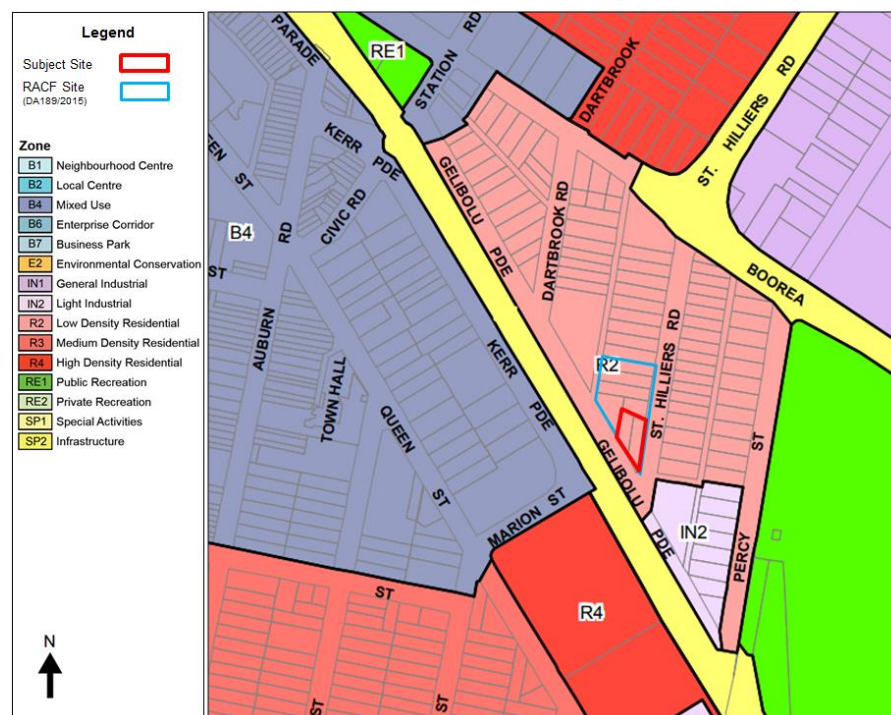 Legend
Subject Site
RACF Site
(DA189/2015)
Zone
B1 Neighbourhood Centre
B2 Local Centre
B4 Mixed Use
B6 Enterprise Corridor
B7 Business Park
E2 Environmental Conservation
IN1 General Industrial
IN2 Light Industrial
R2 Low Density Residential
R3 Medium Density Residential
R4 High Density Residential
RE1 Public Recreation
RE2 Private Recreation
SP1 Special Activities
SP2 Infrastructure
N
PARADE
RE1
STATION
RD
DARTBROOK
ST. HILLIERS RD
KERR
PDE
EEN
ST
CIVIC RD
GELIBOLU
PDE
DARTBROOK RD
BOOREA
B4
RD
ST
AUBURN
KERR
PDE
ST. HILLIERS RD
R2
TOWN HALL
QUEEN
ST
GELIBOLU
PDE
ST
PERCY
MARION ST
IN2
ST
R4
ST
ST
ST